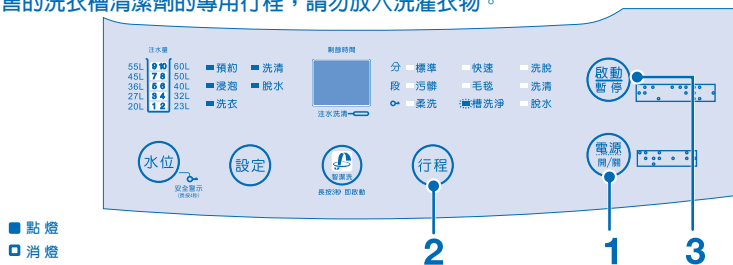 售的洗衣槽清潔劑的專用行程，請勿放入洗濯衣物。
注水量
55L 9 10 60L
45L 7 8 50L
36L 5 6 40L
27L 3 4 32L
20L 1 2 23L
預約 洗清
浸泡 脫水
洗衣
剩餘時間
注水洗清
分 標準 快速 洗脫
段 污髒 毛毯 洗清
柔洗 槽洗淨 脫水
啟動
暫停
水位
安全警示
設定
智潔洗
長按3秒 即啟動
行程
電源
開/關
2
1
3
點燈
消燈